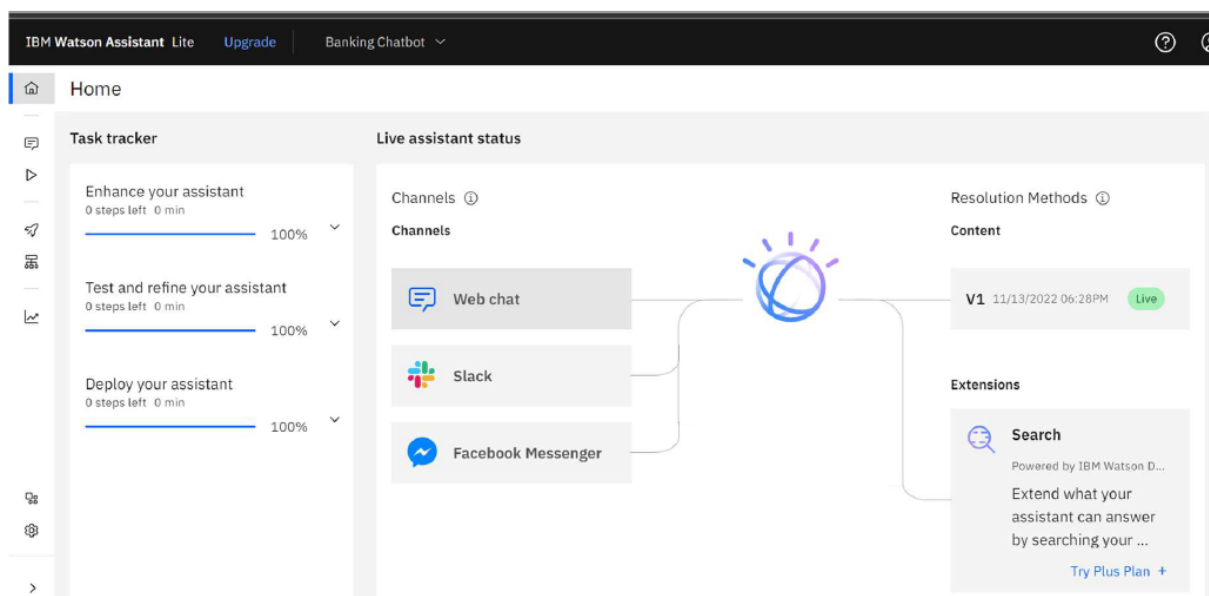 IBM Watson Assistant Lite Upgrade Banking Chatbot
Home
Task tracker
Enhance your assistant
0 steps left 0 min
100%
Test and refine your assistant
0 steps left 0 min
100%
Deploy your assistant
0 steps left 0 min
100%
Live assistant status
Channels
Channels
Web chat
Slack
Facebook Messenger
Resolution Methods
Content
V1 11/13/2022 06:28PM Live
Extensions
Search
Powered by IBM Watson D...
Extend what your
assistant can answer
by searching your ...
Try Plus Plan +